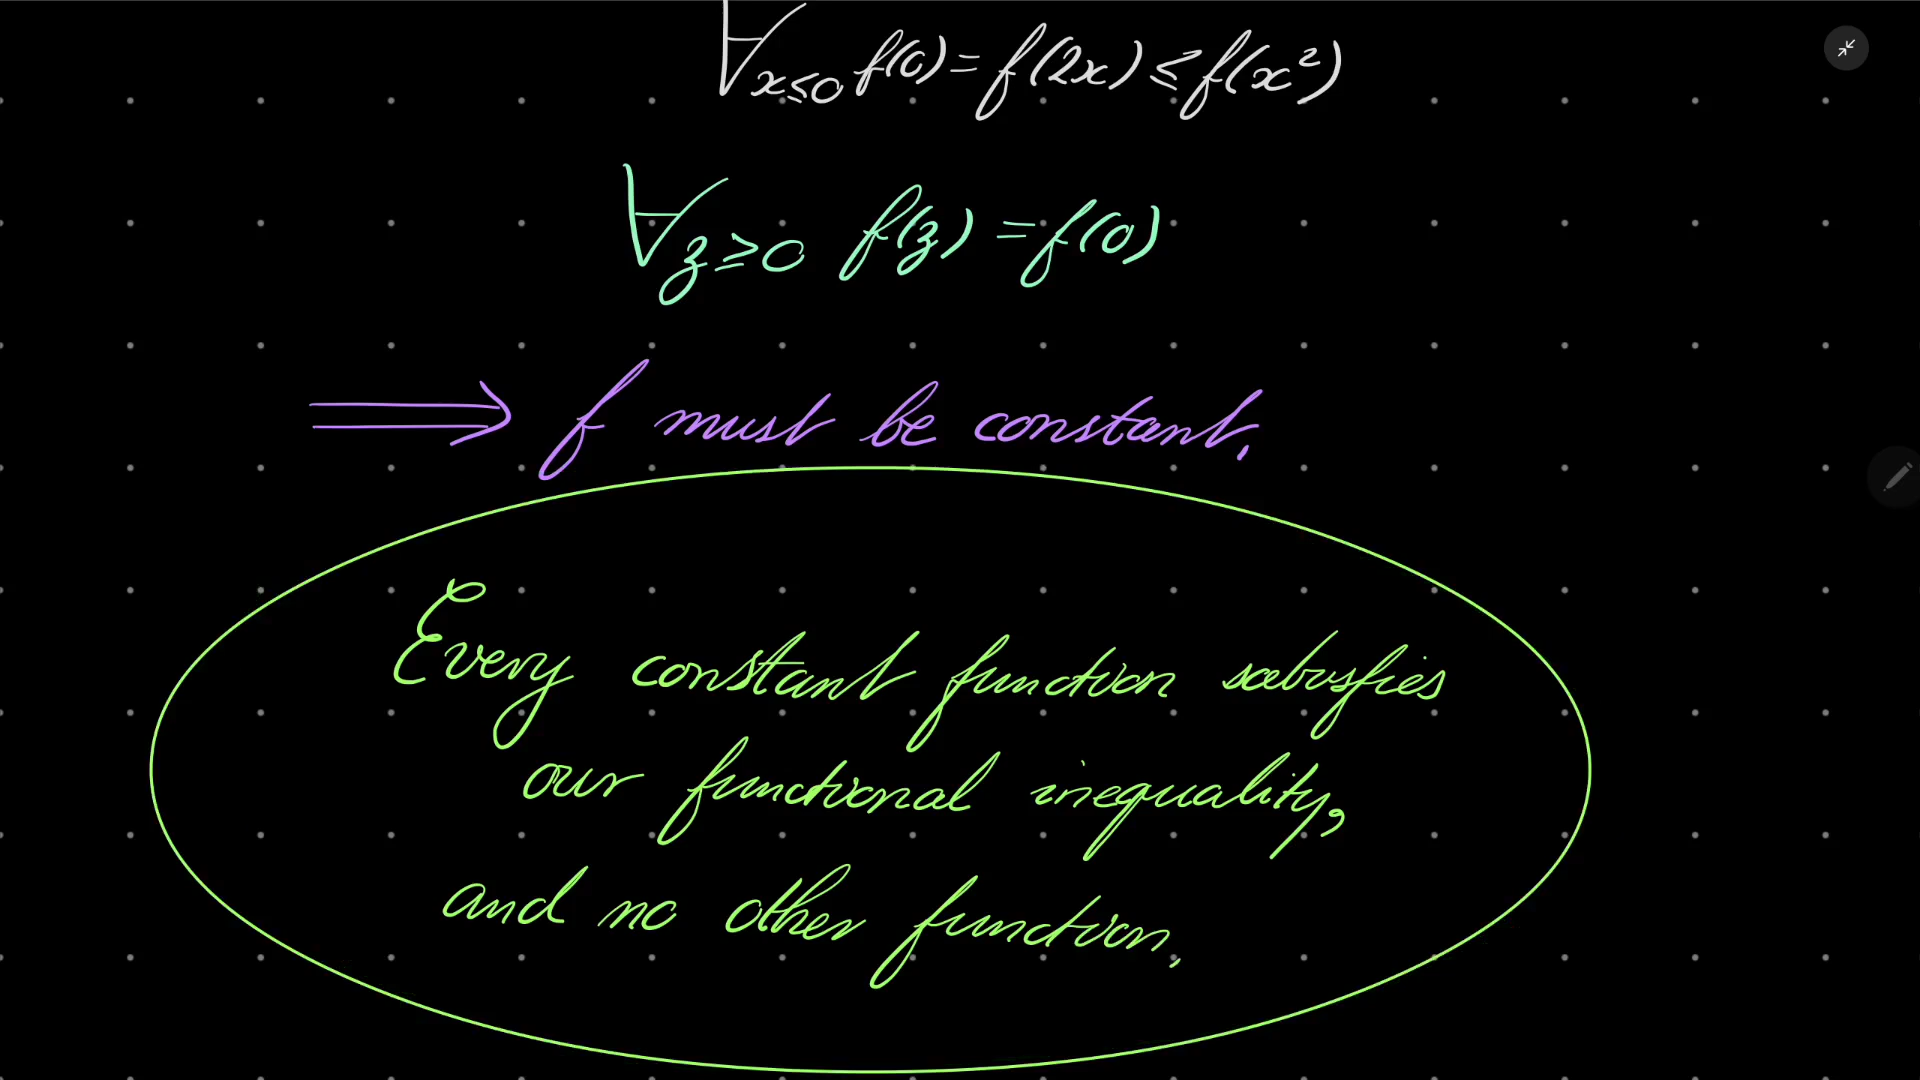 ∀x≤0 f(0) = f(2x) ≤ f(x²)
∀z≥0 f(z) = f(0)
⟹ f must be constant.
Every constant function satisfies
our functional inequality,
and no other function.